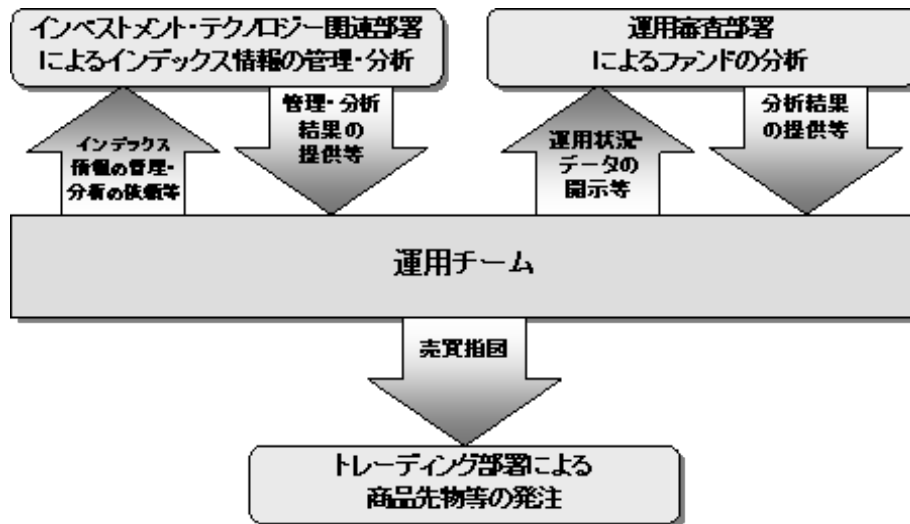 インベストメント・テクノロジー関連部署
によるインデックス情報の管理・分析
運用審査部署
によるファンドの分析
インデックス
情報の管理・
分析の依頼等
管理・分析
結果の
提供等
運用状況・
データの
開示等
分析結果
の提供等
運用チーム
売買指図
トレーディング部署による
商品先物等の発注